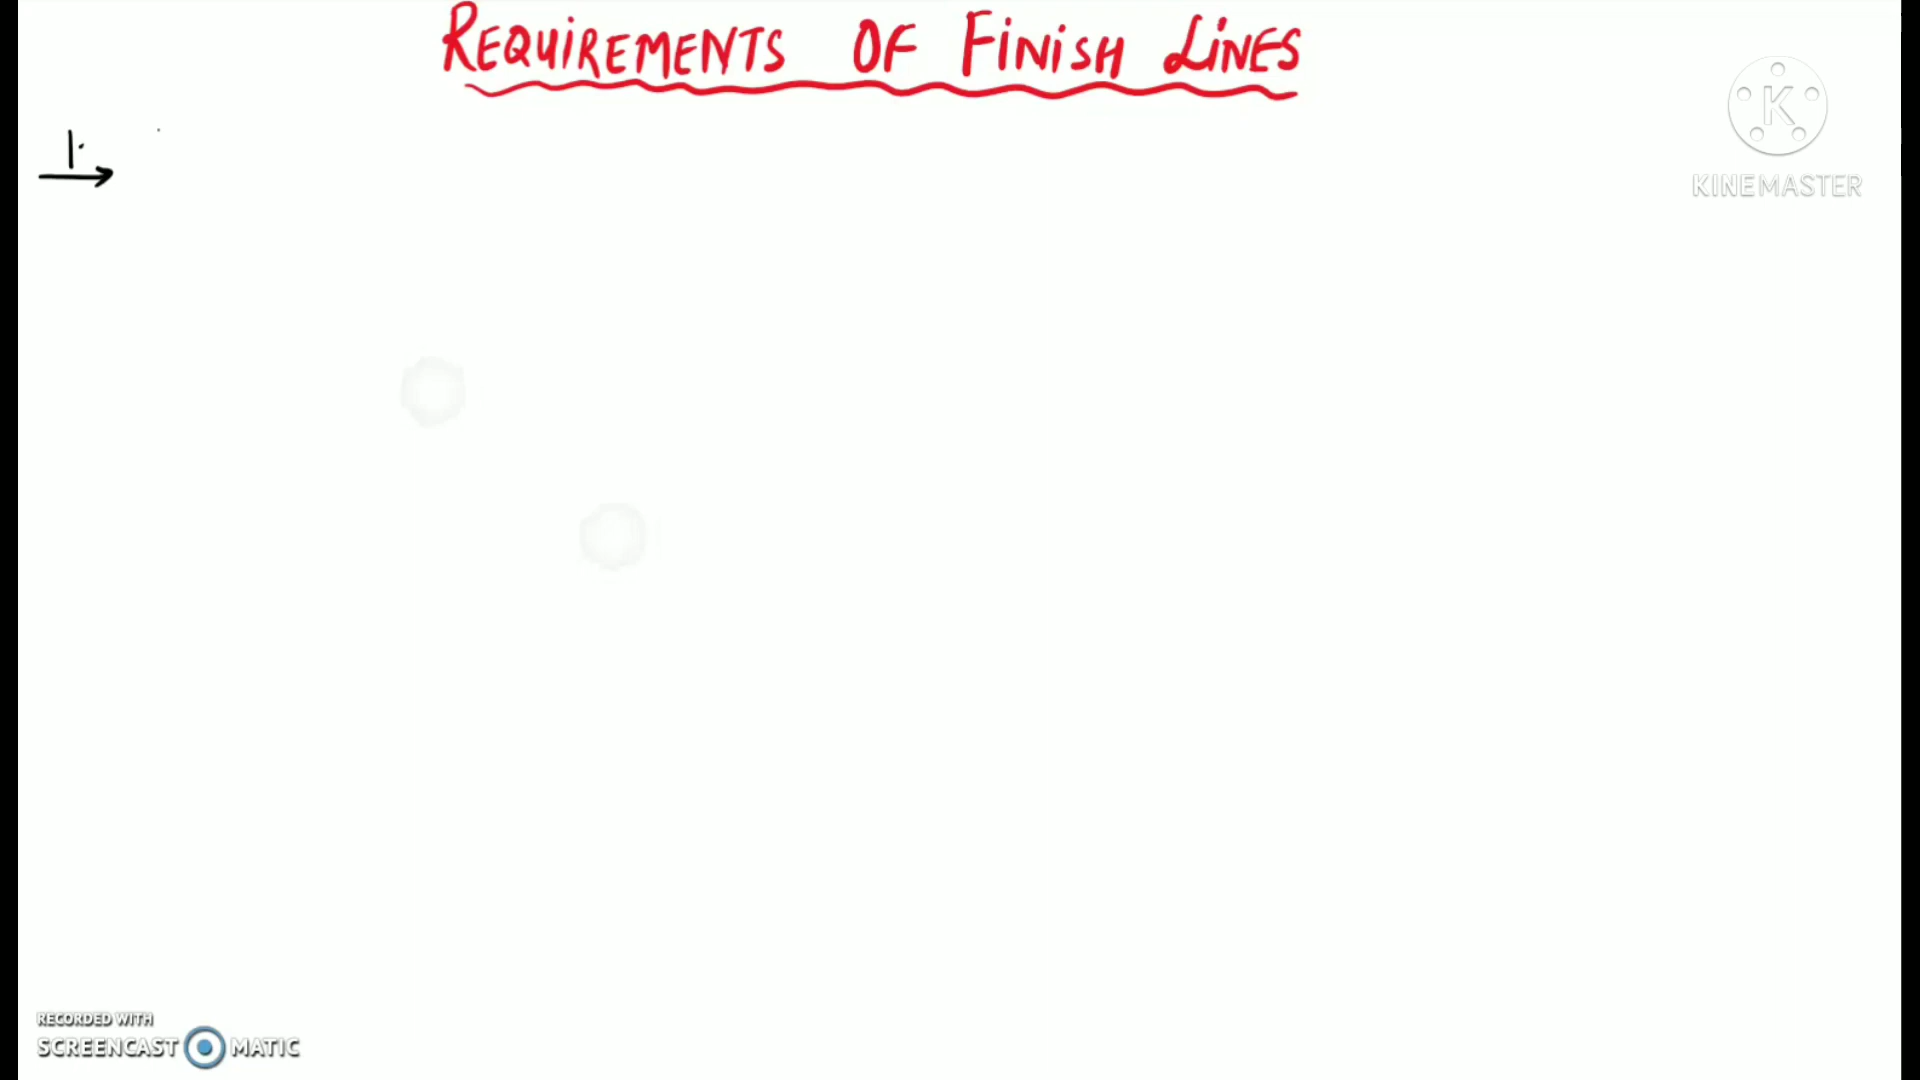 REQUIREMENTS OF FINISH LINES
1.
K
KINEMASTER
RECORDED WITH
SCREENCAST MATIC